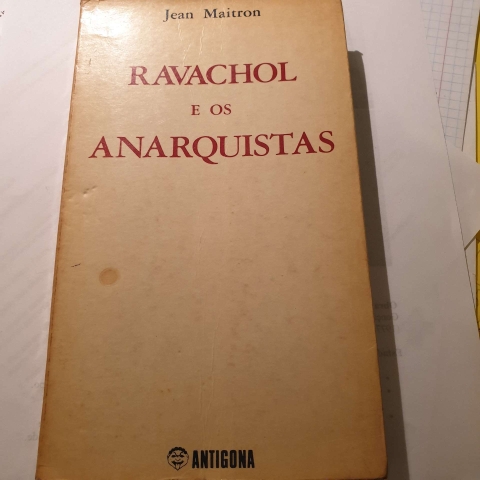 Jean Maitron
RAVACHOL
E OS
ANARQUISTAS
ANTIGONA